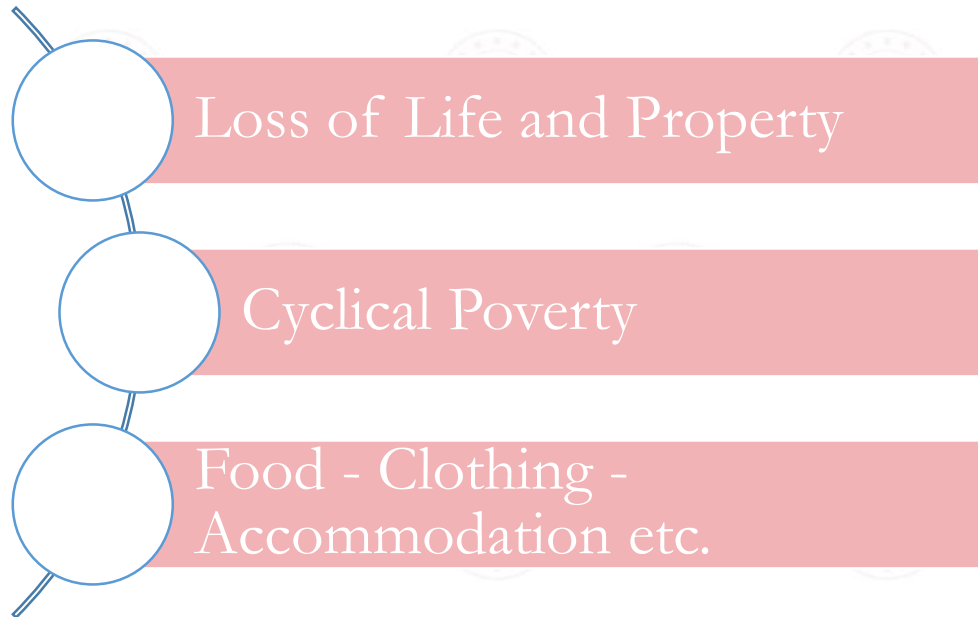 Loss of Life and Property
Cyclical Poverty
Food - Clothing -
Accommodation etc.